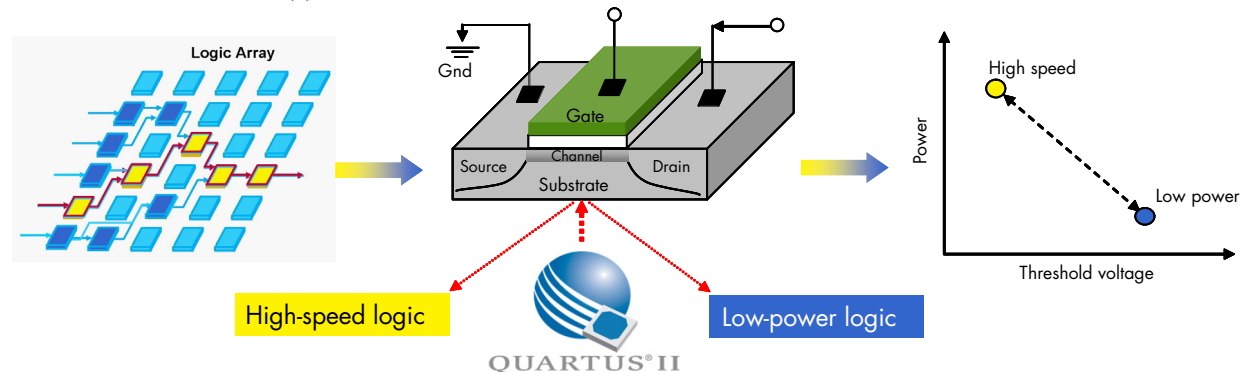 Logic Array
Gnd
Gate
Channel
Source
Drain
Substrate
High-speed logic
Low-power logic
QUARTUS® II
Power
High speed
Low power
Threshold voltage